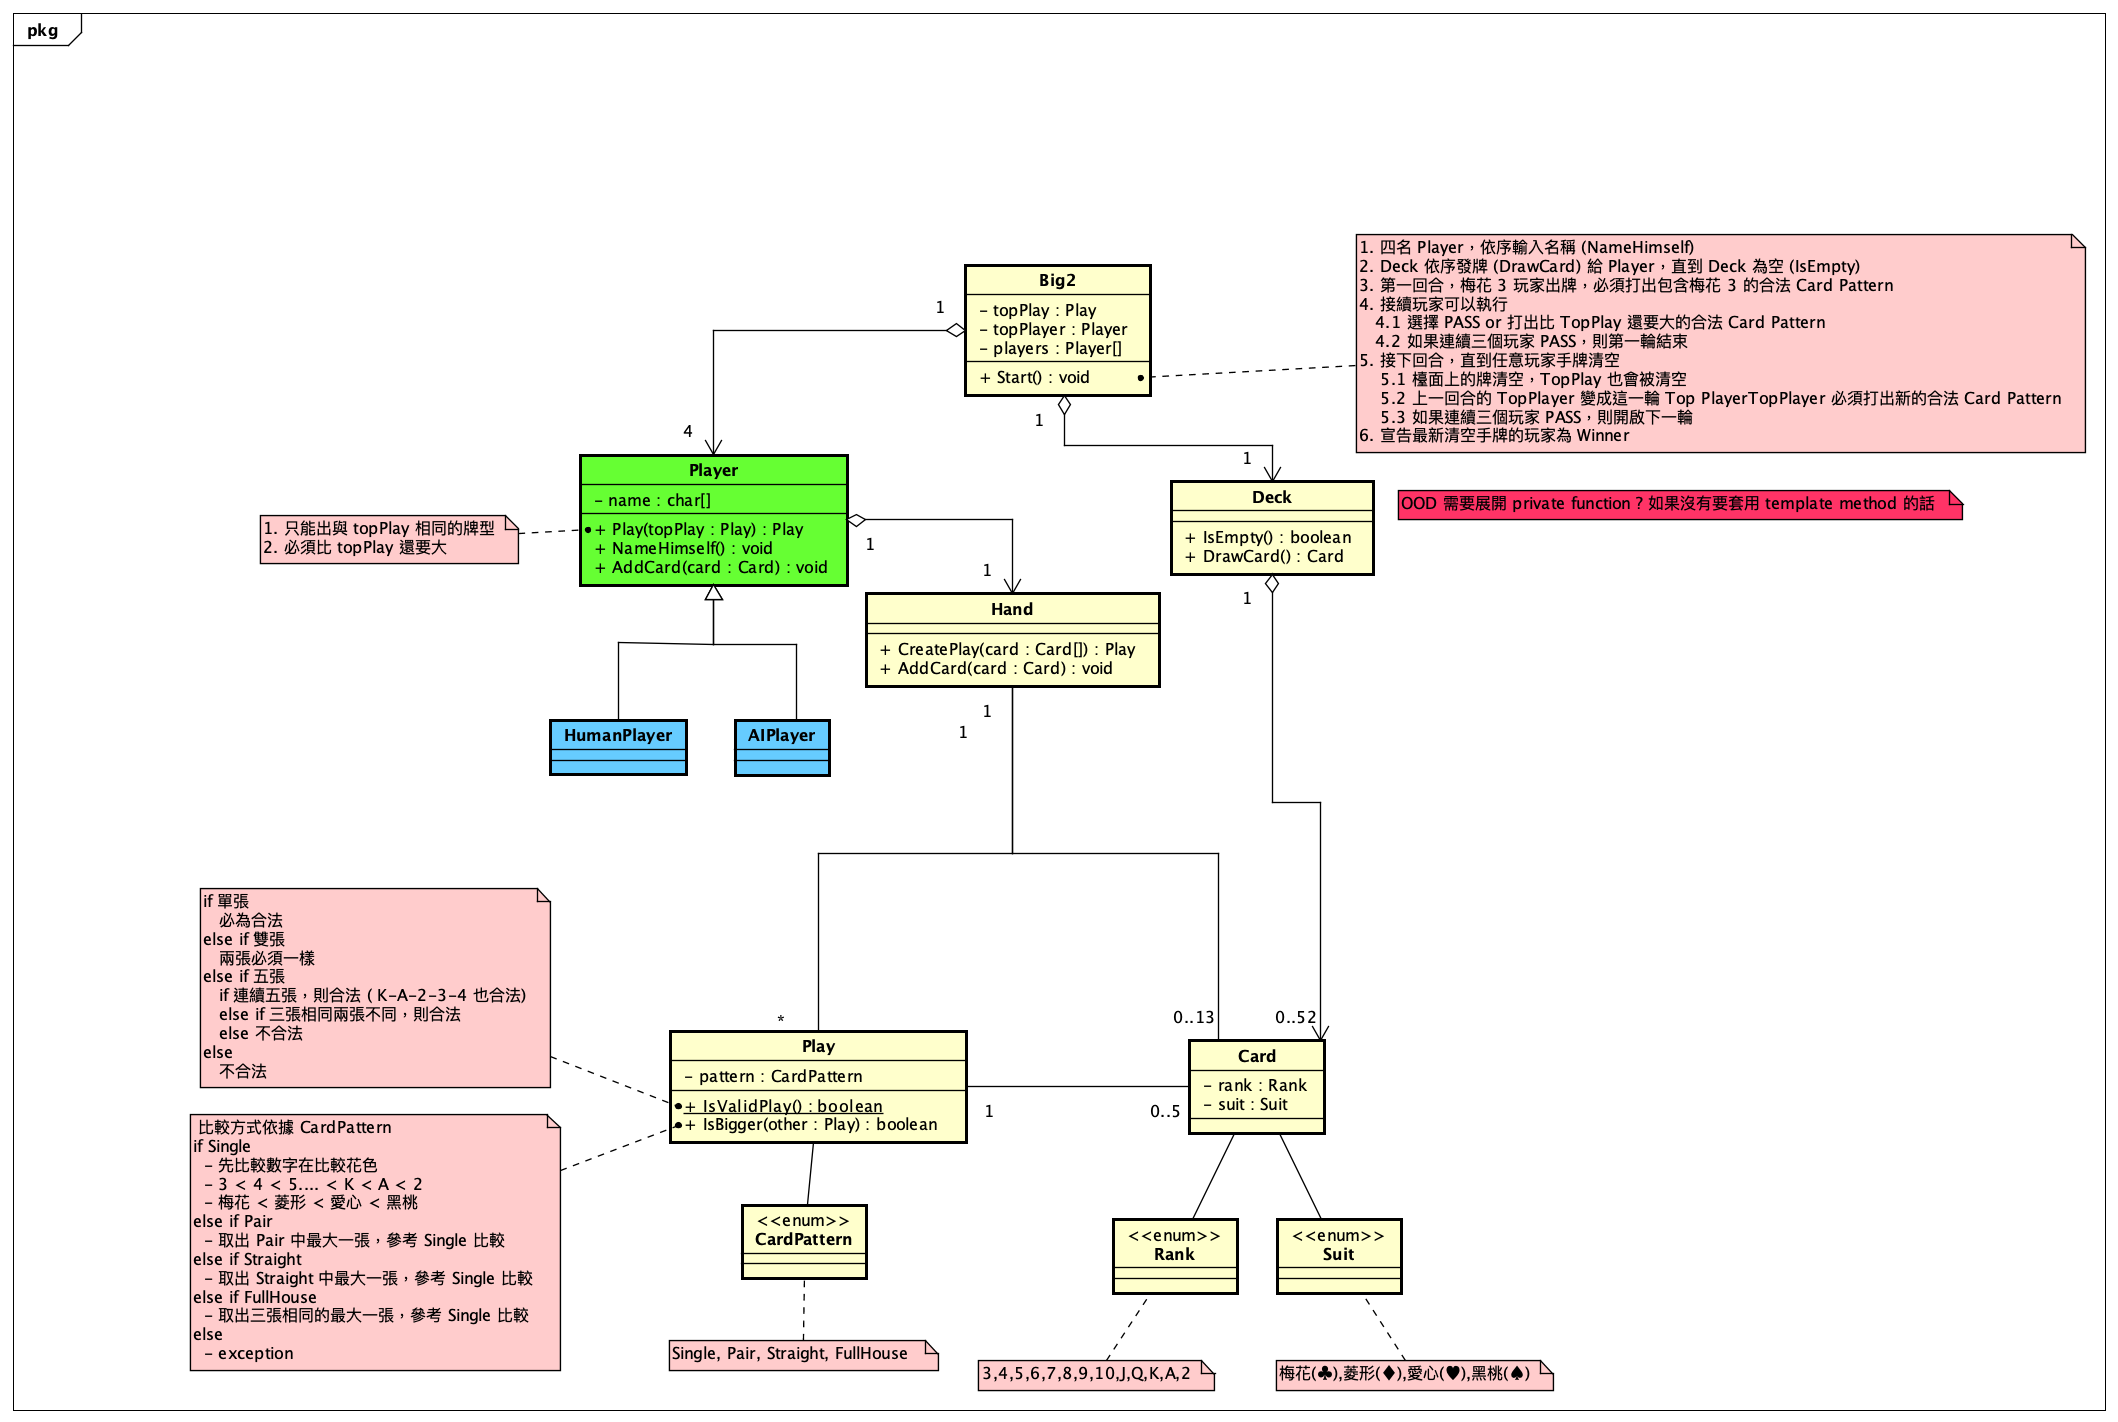 pkg
Big2
- topPlay : Play
- topPlayer : Player
- players : Player[]
+ Start() : void
1
4
1
1
1. 四名 Player，依序輸入名稱 (NameHimself)
2. Deck 依序發牌 (DrawCard) 給 Player，直到 Deck 為空 (IsEmpty)
3. 第一回合，梅花 3 玩家出牌，必須打出包含梅花 3 的合法 Card Pattern
4. 接續玩家可以執行
4.1 選擇 PASS or 打出比 TopPlay 還要大的合法 Card Pattern
4.2 如果連續三個玩家 PASS，則第一輪結束
5. 接下回合，直到任意玩家手牌清空
5.1 檯面上的牌清空，TopPlay 也會被清空
5.2 上一回合的 TopPlayer 變成這一輪 Top PlayerTopPlayer 必須打出新的合法 Card Pattern
5.3 如果連續三個玩家 PASS，則開啟下一輪
6. 宣告最新清空手牌的玩家為 Winner
Player
- name : char[]
+ Play(topPlay : Play) : Play
+ NameHimself() : void
+ AddCard(card : Card) : void
1. 只能出與 topPlay 相同的牌型
2. 必須比 topPlay 還要大
1
1
Deck
+ IsEmpty() : boolean
+ DrawCard() : Card
1
OOD 需要展開 private function ? 如果沒有要套用 template method 的話
Hand
+ CreatePlay(card : Card[]) : Play
+ AddCard(card : Card) : void
1
1
HumanPlayer
AIPlayer
if 單張
必為合法
else if 雙張
兩張必須一樣
else if 五張
if 連續五張，則合法 ( K-A-2-3-4 也合法)
else if 三張相同兩張不同，則合法
else 不合法
else
不合法
*
0..13
0..52
Play
- pattern : CardPattern
+ IsValidPlay() : boolean
+ IsBigger(other : Play) : boolean
1
0..5
Card
- rank : Rank
- suit : Suit
比較方式依據 CardPattern
if Single
- 先比較數字在比較花色
- 3 < 4 < 5.... < K < A < 2
- 梅花 < 菱形 < 愛心 < 黑桃
else if Pair
- 取出 Pair 中最大一張，參考 Single 比較
else if Straight
- 取出 Straight 中最大一張，參考 Single 比較
else if FullHouse
- 取出三張相同的最大一張，參考 Single 比較
else
- exception
<<enum>>
CardPattern
<<enum>>
Rank
<<enum>>
Suit
Single, Pair, Straight, FullHouse
3,4,5,6,7,8,9,10,J,Q,K,A,2
梅花(♣),菱形(♦),愛心(♥),黑桃(♠)